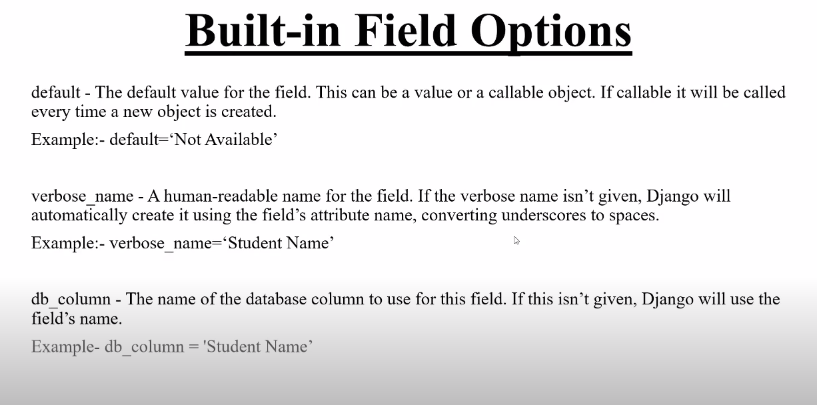 Built-in Field Options
default - The default value for the field. This can be a value or a callable object. If callable it will be called
every time a new object is created.
Example:- default=‘Not Available’
verbose_name - A human-readable name for the field. If the verbose name isn’t given, Django will
automatically create it using the field’s attribute name, converting underscores to spaces.
Example:- verbose_name=‘Student Name’
db_column - The name of the database column to use for this field. If this isn’t given, Django will use the
field’s name.
Example- db_column = 'Student Name’